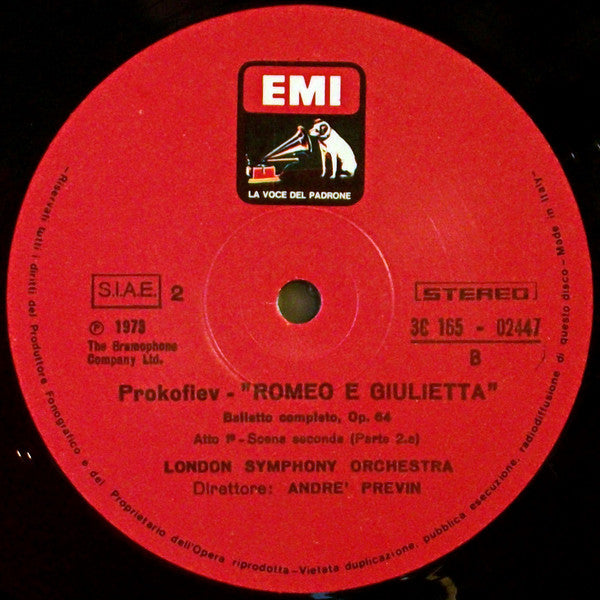 EMI
LA VOCE DEL PADRONE
S.I.A.E. 2
STEREO
℗ 1973
The Gramophone
Company Ltd.
3C 165 - 02447
B
Prokofiev - "ROMEO E GIULIETTA"
Balletto completo, Op. 64
Atto 1º - Scena seconda (Parte 2.a)
LONDON SYMPHONY ORCHESTRA
Direttore: ANDRE' PREVIN
-Riservati tutti i diritti del Produttore Fonografico e del Proprietario dell'Opera riprodotta-Vietata duplicazione, pubblica esecuzione, radiodiffusione di questo disco-Made in Italy-